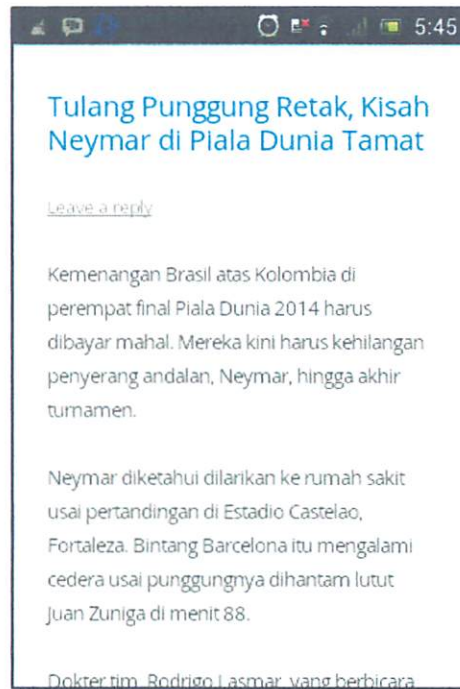 5:45
Tulang Punggung Retak, Kisah
Neymar di Piala Dunia Tamat
Leave a reply
Kemenangan Brasil atas Kolombia di
perempat final Piala Dunia 2014 harus
dibayar mahal. Mereka kini harus kehilangan
penyerang andalan, Neymar, hingga akhir
turnamen.
Neymar diketahui dilarikan ke rumah sakit
usai pertandingan di Estadio Castelao,
Fortaleza. Bintang Barcelona itu mengalami
cedera usai punggungnya dihantam lutut
Juan Zuniga di menit 88.
Dokter tim, Rodrigo Lasmar, yang berbicara